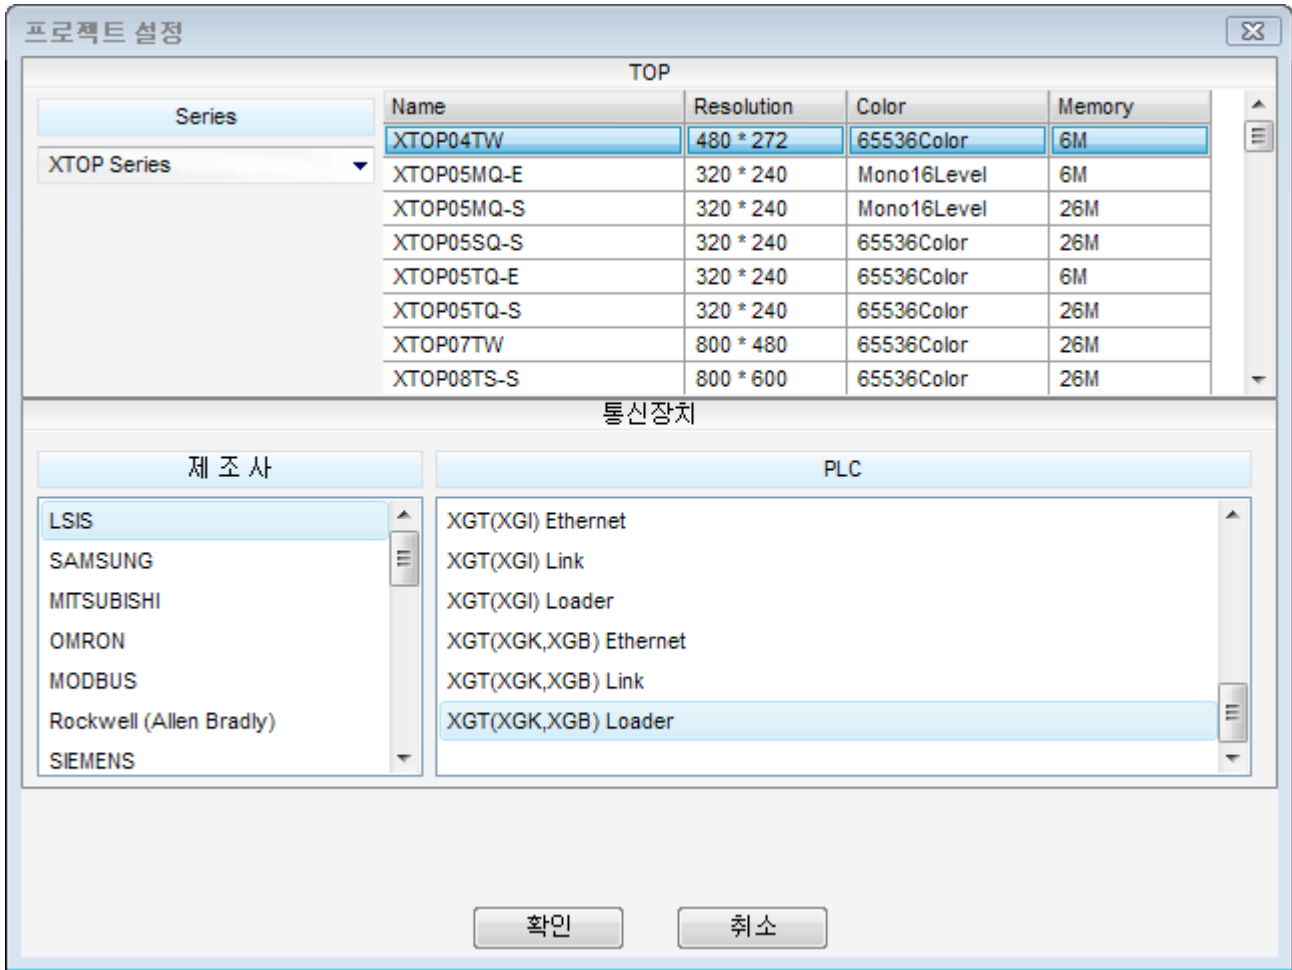 프로젝트 설정
TOP
Series
XTOP Series
Name Resolution Color Memory
XTOP04TW 480 * 272 65536Color 6M
XTOP05MQ-E 320 * 240 Mono16Level 6M
XTOP05MQ-S 320 * 240 Mono16Level 26M
XTOP05SQ-S 320 * 240 65536Color 26M
XTOP05TQ-E 320 * 240 65536Color 6M
XTOP05TQ-S 320 * 240 65536Color 26M
XTOP07TW 800 * 480 65536Color 26M
XTOP08TS-S 800 * 600 65536Color 26M
통신장치
제 조 사
LSIS
SAMSUNG
MITSUBISHI
OMRON
MODBUS
Rockwell (Allen Bradly)
SIEMENS
PLC
XGT(XGI) Ethernet
XGT(XGI) Link
XGT(XGI) Loader
XGT(XGK,XGB) Ethernet
XGT(XGK,XGB) Link
XGT(XGK,XGB) Loader
확인 취소